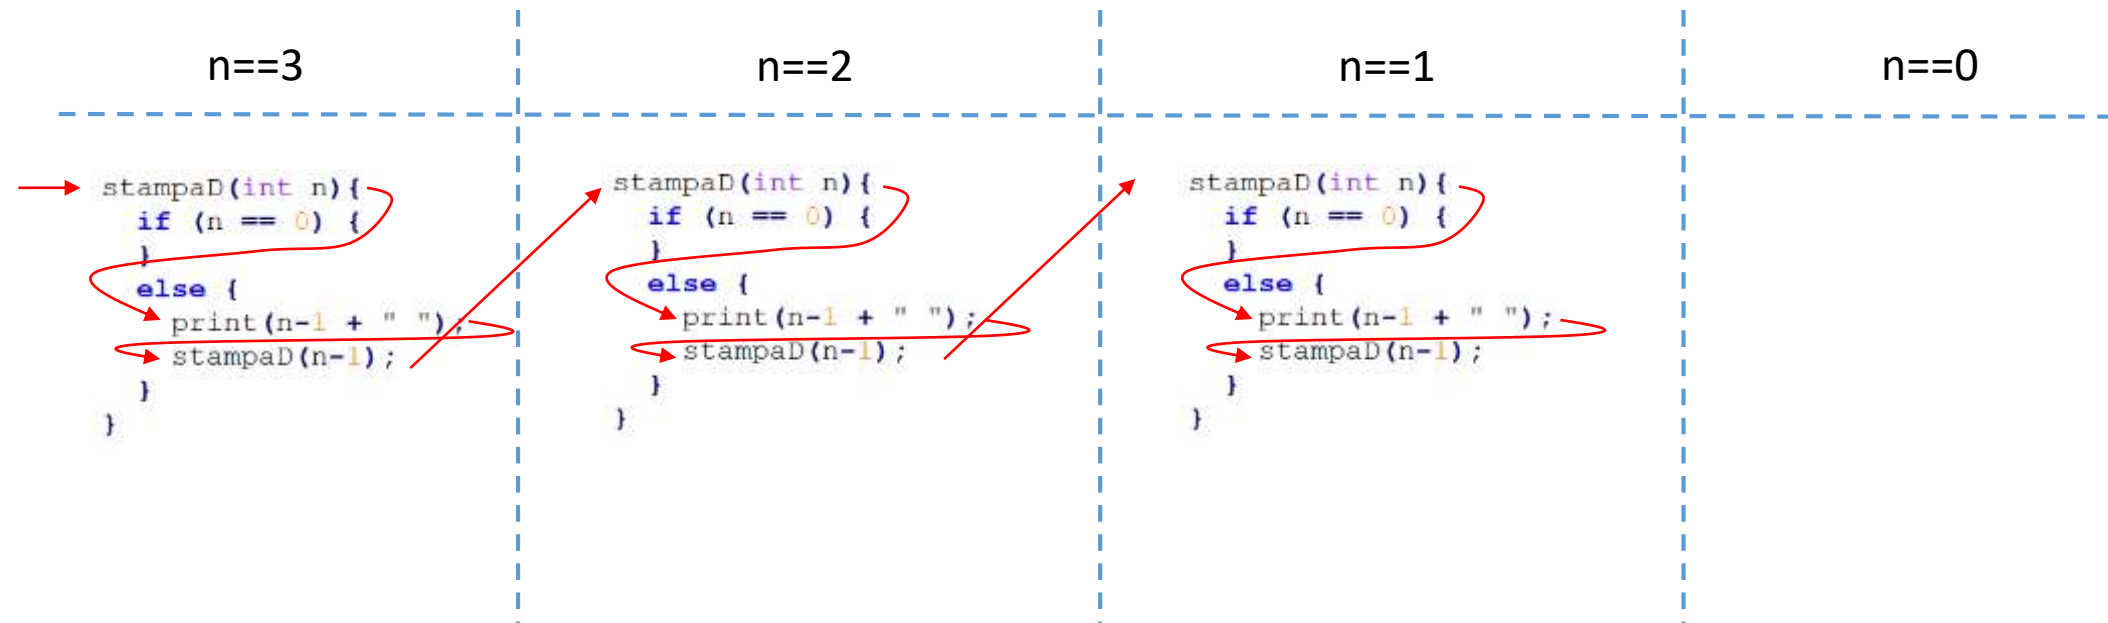 n==3
n==2
n==1
n==0
stampaD(int n){
if (n == 0) {
}
else {
print(n-1 + " ");
stampaD(n-1);
}
}
stampaD(int n){
if (n == 0) {
}
else {
print(n-1 + " ");
stampaD(n-1);
}
}
stampaD(int n){
if (n == 0) {
}
else {
print(n-1 + " ");
stampaD(n-1);
}
}